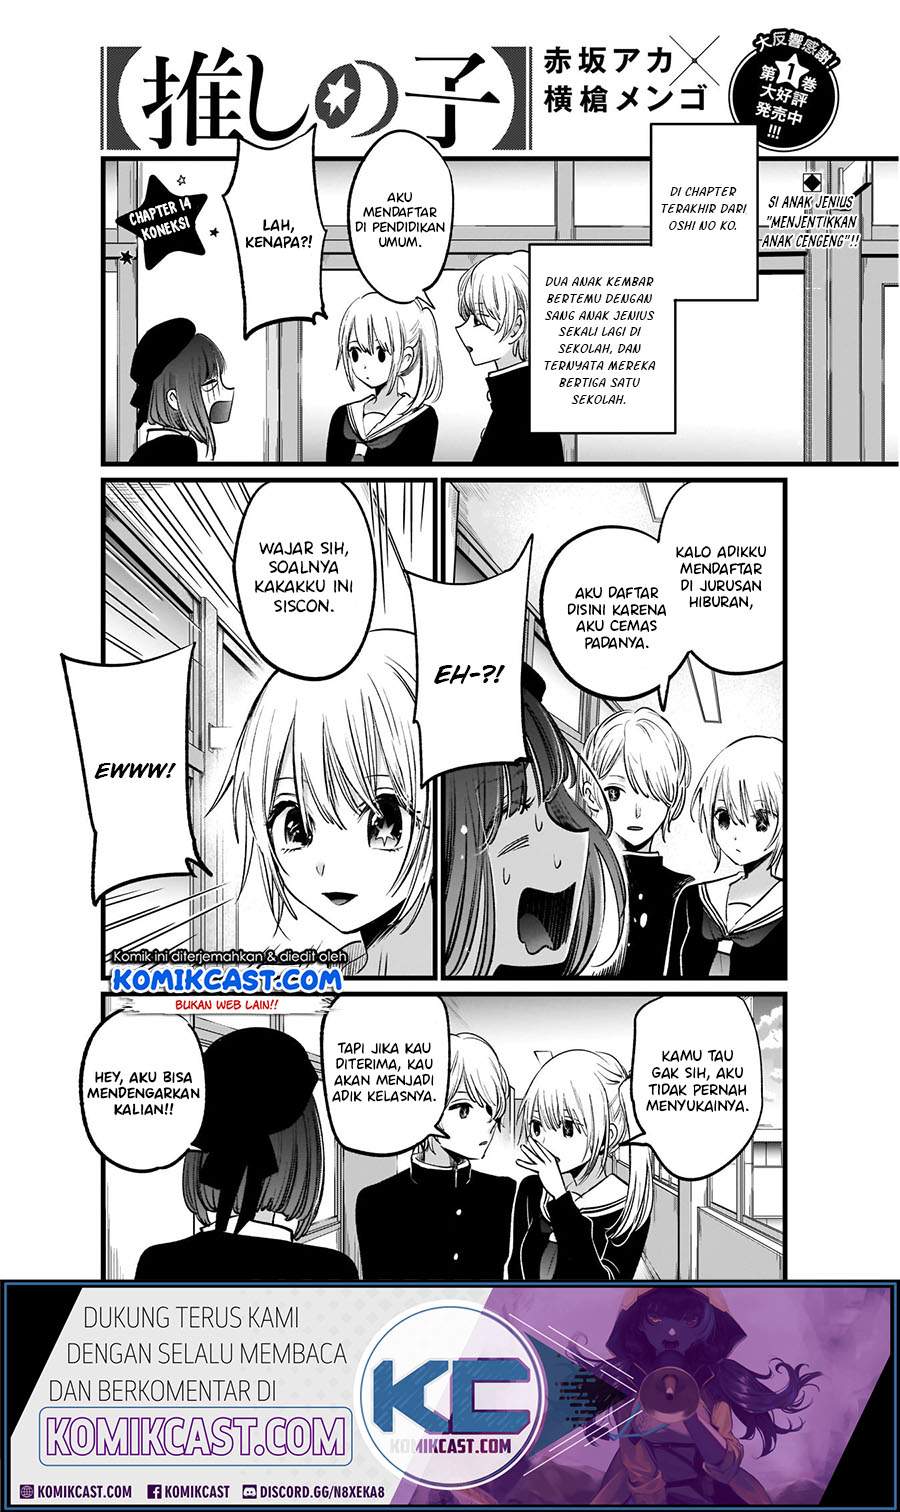 【推しの子】
赤坂アカ×
横槍メンゴ
大反響感謝!
第1巻
大好評
発売中
!!!
CHAPTER 14
KONEKSI
SI ANAK JENIUS
"MENJENTIKKAN
ANAK CENGENG"!!
DI CHAPTER
TERAKHIR DARI
OSHI NO KO.
DUA ANAK KEMBAR
BERTEMU DENGAN
SANG ANAK JENIUS
SEKALI LAGI DI
SEKOLAH, DAN
TERNYATA MEREKA
BERTIGA SATU
SEKOLAH.
AKU
MENDAFTAR
DI PENDIDIKAN
UMUM.
LAH,
KENAPA?!
KALO ADIKKU
MENDAFTAR
DI JURUSAN
HIBURAN,
AKU DAFTAR
DISINI KARENA
AKU CEMAS
PADANYA.
EH-?!
WAJAR SIH,
SOALNYA
KAKAKKU INI
SISCON.
EWWW!
Komik ini diterjemahkan & diedit oleh
KOMIKCAST.COM
BUKAN WEB LAIN!!
KAMU TAU
GAK SIH, AKU
TIDAK PERNAH
MENYUKAINYA.
TAPI JIKA KAU
DITERIMA, KAU
AKAN MENJADI
ADIK KELASNYA.
HEY, AKU BISA
MENDENGARKAN
KALIAN!!
DUKUNG TERUS KAMI
DENGAN SELALU MEMBACA
DAN BERKOMENTAR DI
KOMIKCAST.COM
KC
KOMIKCAST.COM
KOMIKCAST.COM
KOMIKCAST
DISCORD.GG/N8XEKA8